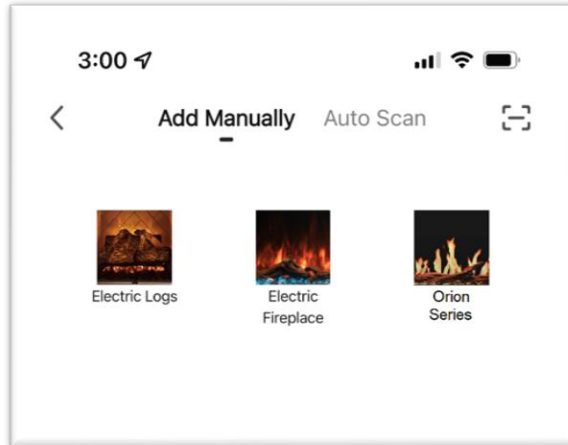 3:00
Add Manually Auto Scan
Electric Logs
Electric
Fireplace
Orion
Series